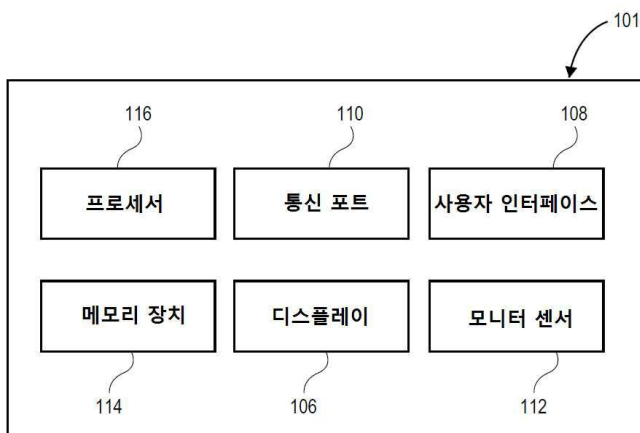 101
116
110
108
프로세서
통신 포트
사용자 인터페이스
메모리 장치
디스플레이
모니터 센서
114
106
112